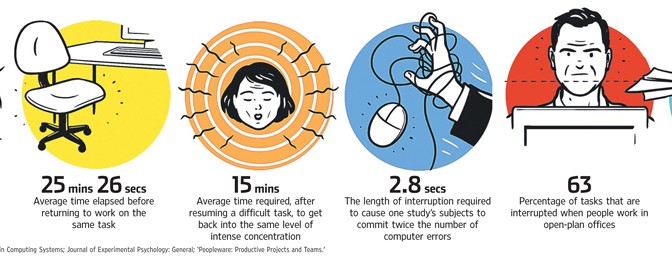 25 mins 26 secs
Average time elapsed before
returning to work on the
same task
15 mins
Average time required, after
resuming a difficult task, to get
back into the same level of
intense concentration
2.8 secs
The length of interruption required
to cause one study's subjects to
commit twice the number of
computer errors
63
Percentage of tasks that are
interrupted when people work in
open-plan offices
in Computing Systems; Journal of Experimental Psychology: General; 'Peopleware: Productive Projects and Teams.'